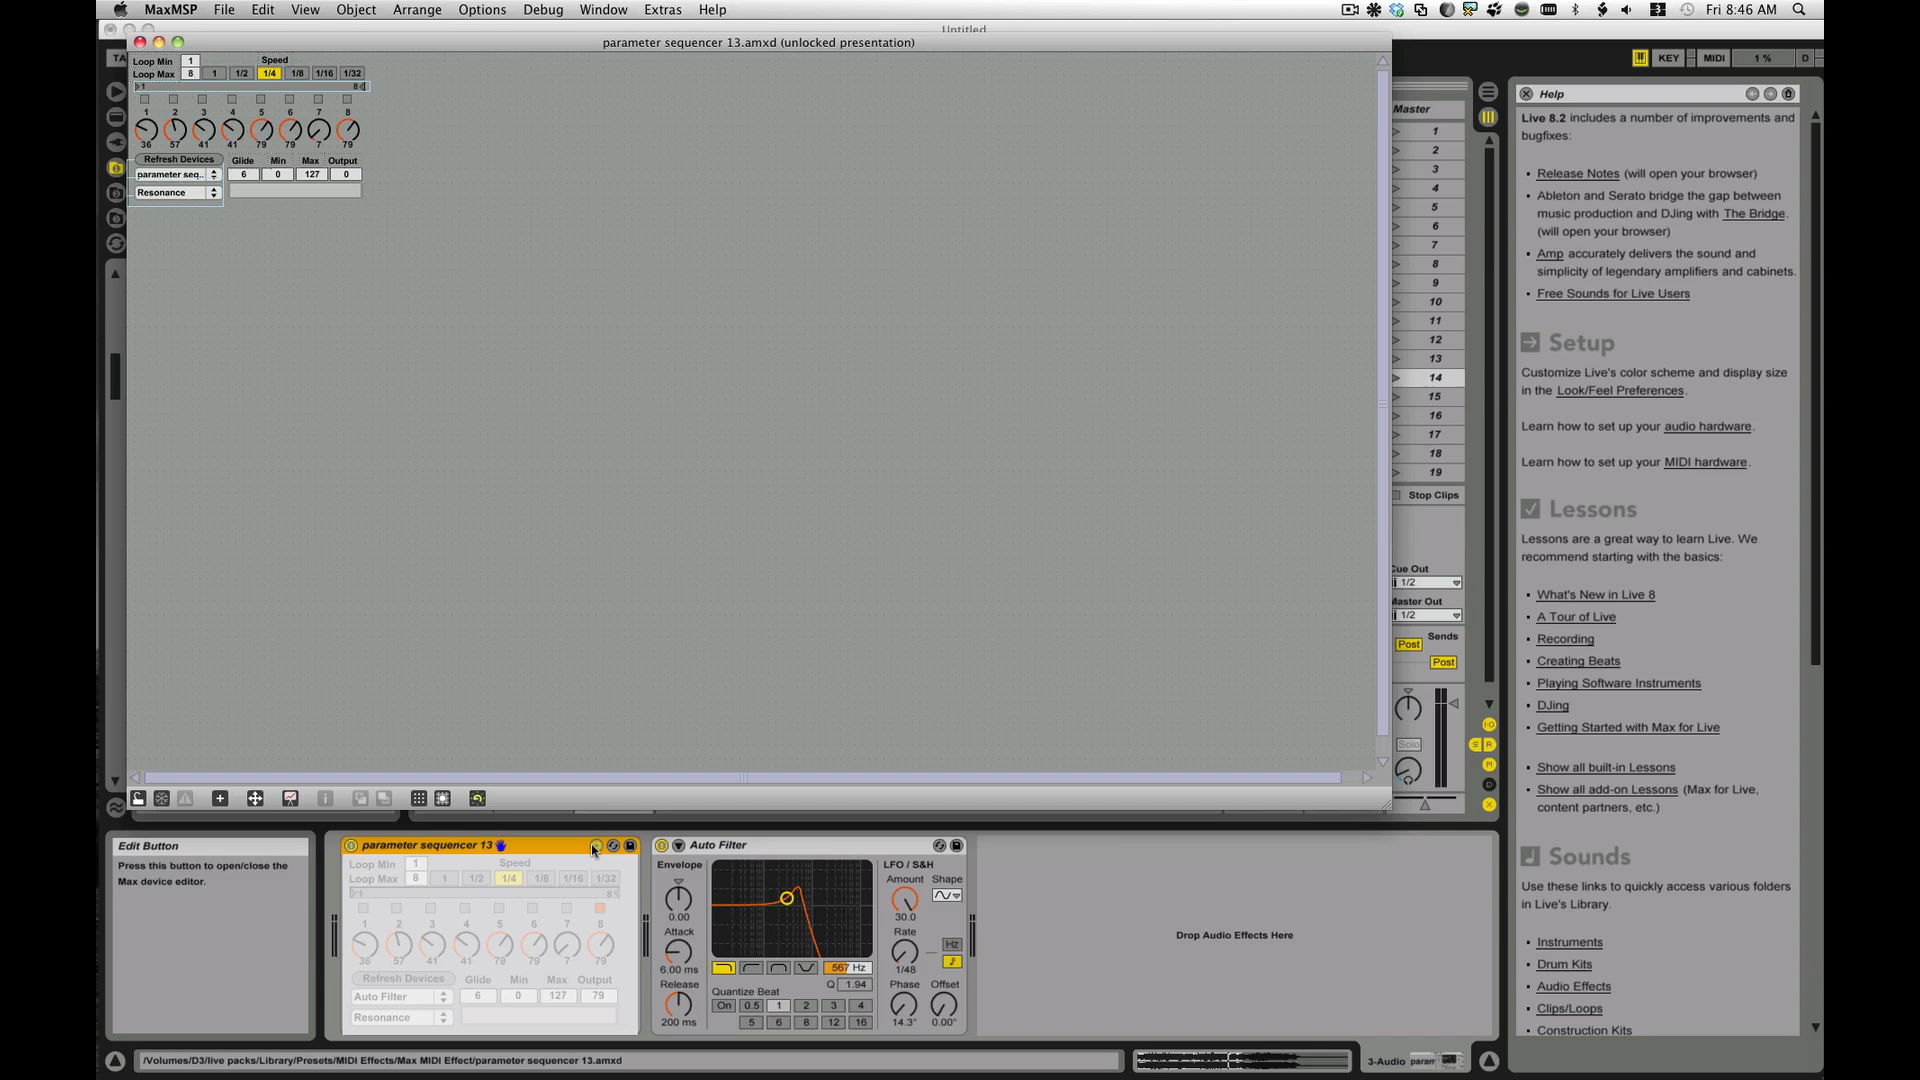 MaxMSP File Edit View Object Arrange Options Debug Window Extras Help
Fri 8:46 AM
Untitled
parameter sequencer 13.amxd (unlocked presentation)
KEY MIDI 1 % D
Loop Min 1 Speed
Loop Max 8 1 1/2 1/4 1/8 1/16 1/32
1 8
1 2 3 4 5 6 7 8
36 57 41 41 79 79 7 79
Refresh Devices Glide Min Max Output
parameter seq.. 6 0 127 0
Resonance
Master
1
2
3
4
5
6
7
8
9
10
11
12
13
14
15
16
17
18
19
Stop Clips
Cue Out
1/2
Master Out
1/2
Sends
Post
Post
Solo
I·O
S R
M
D
X
Help
Live 8.2 includes a number of improvements and
bugfixes:
Release Notes (will open your browser)
Ableton and Serato bridge the gap between
music production and DJing with The Bridge.
(will open your browser)
Amp accurately delivers the sound and
simplicity of legendary amplifiers and cabinets.
Free Sounds for Live Users
Setup
Customize Live's color scheme and display size
in the Look/Feel Preferences.
Learn how to set up your audio hardware.
Learn how to set up your MIDI hardware.
Lessons
Lessons are a great way to learn Live. We
recommend starting with the basics:
What's New in Live 8
A Tour of Live
Recording
Creating Beats
Playing Software Instruments
DJing
Getting Started with Max for Live
Show all built-in Lessons
Show all add-on Lessons (Max for Live,
content partners, etc.)
Sounds
Use these links to quickly access various folders
in Live's Library.
Instruments
Drum Kits
Audio Effects
Clips/Loops
Construction Kits
Edit Button
Press this button to open/close the
Max device editor.
parameter sequencer 13
Loop Min 1 Speed
Loop Max 8 1 1/2 1/4 1/8 1/16 1/32
1 8
1 2 3 4 5 6 7 8
36 57 41 41 79 79 7 79
Refresh Devices Glide Min Max Output
Auto Filter 6 0 127 79
Resonance
Auto Filter
Envelope
0.00
Attack
6.00 ms
Release
200 ms
567 Hz
Q 1.94
Quantize Beat
On 0.5 1 2 3 4
5 6 8 12 16
LFO / S&H
Amount Shape
30.0
Rate
Hz
1/48
Phase Offset
14.3° 0.00°
Drop Audio Effects Here
/Volumes/D3/live packs/Library/Presets/MIDI Effects/Max MIDI Effect/parameter sequencer 13.amxd
3-Audio param